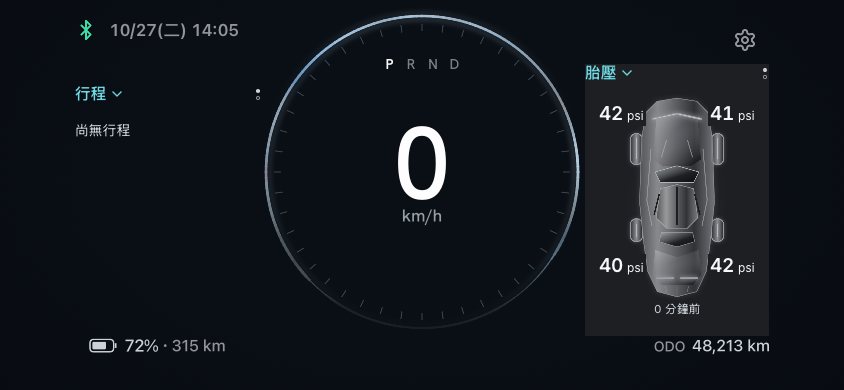 10/27(二) 14:05
P R N D
行程
尚無行程
0
km/h
胎壓
42 psi
41 psi
40 psi
42 psi
0 分鐘前
72% · 315 km
ODO 48,213 km